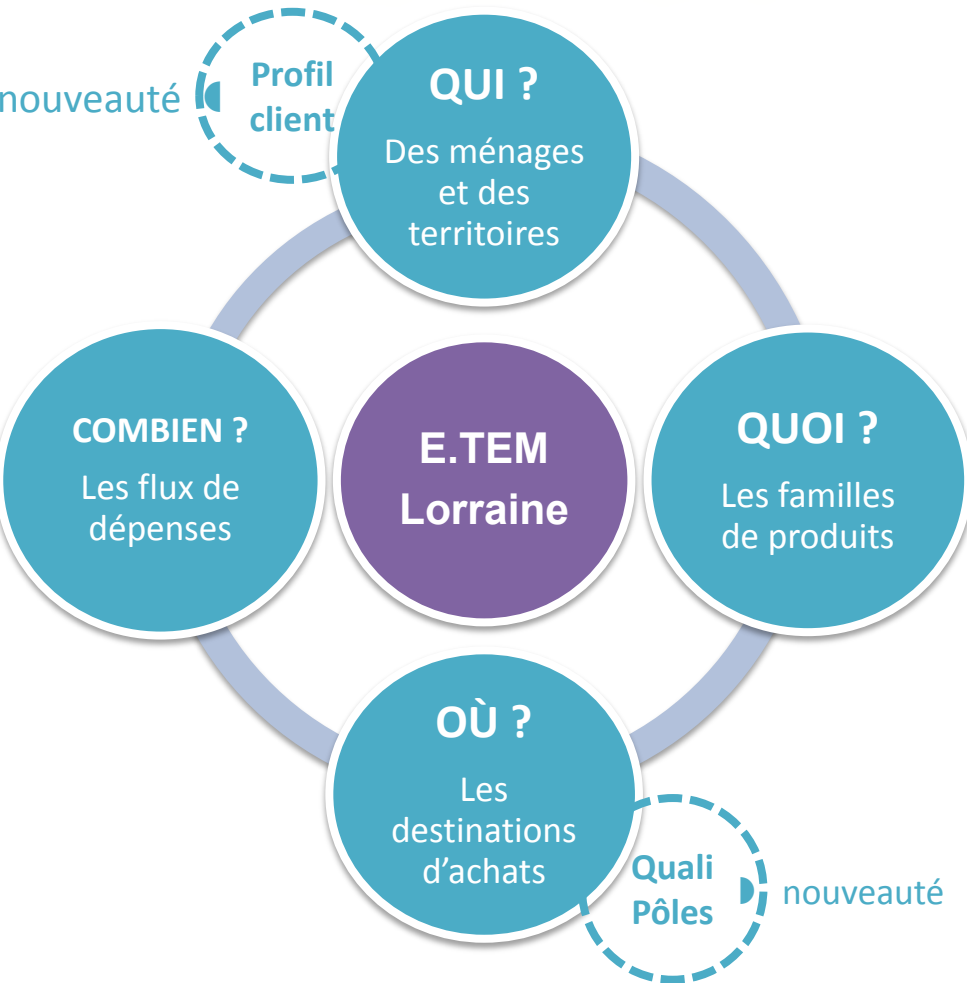 nouveauté
Profil
client
QUI ?
Des ménages
et des
territoires
COMBIEN ?
Les flux de
dépenses
E.TEM
Lorraine
QUOI ?
Les familles
de produits
OÙ ?
Les
destinations
d’achats
Quali
Pôles
nouveauté